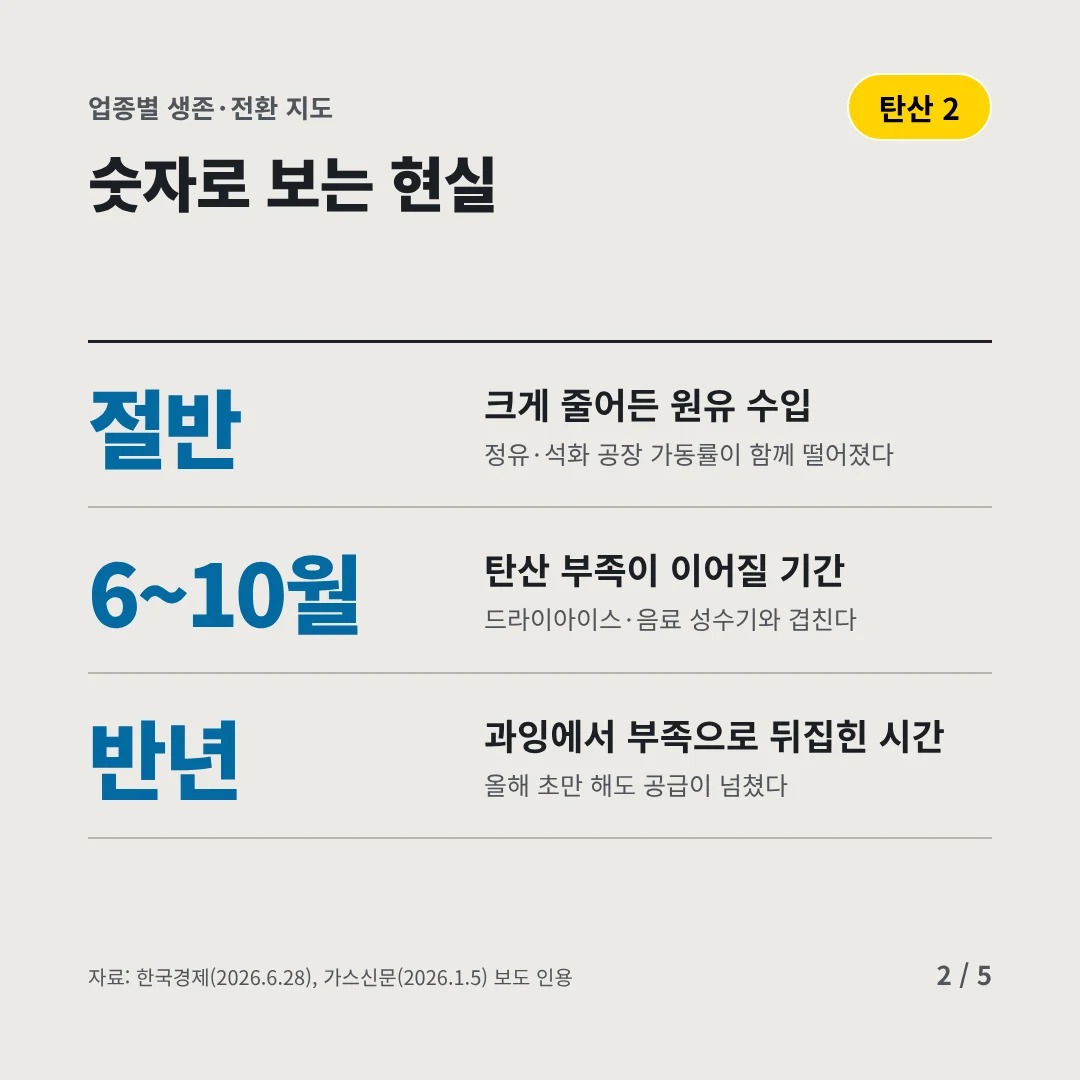 업종별 생존·전환 지도
탄산 2
숫자로 보는 현실
절반
크게 줄어든 원유 수입
정유·석화 공장 가동률이 함께 떨어졌다
6~10월
탄산 부족이 이어질 기간
드라이아이스·음료 성수기와 겹친다
반년
과잉에서 부족으로 뒤집힌 시간
올해 초만 해도 공급이 넘쳤다
자료: 한국경제(2026.6.28), 가스신문(2026.1.5) 보도 인용
2 / 5